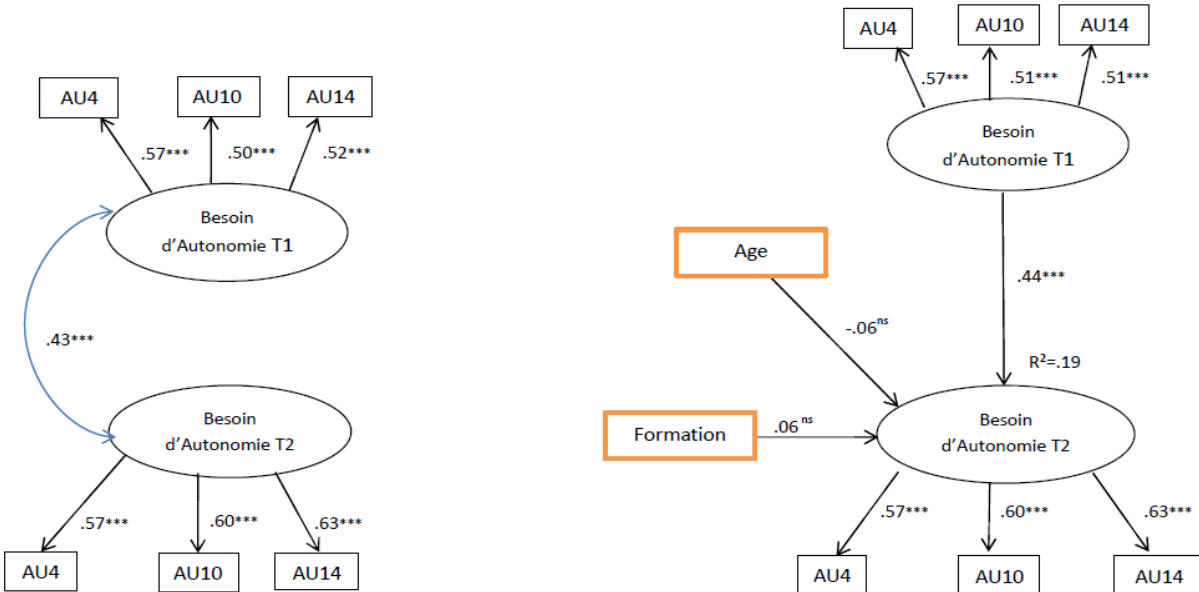 AU4 AU10 AU14
.57*** .50*** .52***
Besoin
d'Autonomie T1
.43***
Besoin
d'Autonomie T2
.57*** .60*** .63***
AU4 AU10 AU14
AU4 AU10 AU14
.57*** .51*** .51***
Besoin
d'Autonomie T1
Age
.44***
-.06ns
R²=.19
Formation .06 ns
Besoin
d'Autonomie T2
.57*** .60*** .63***
AU4 AU10 AU14